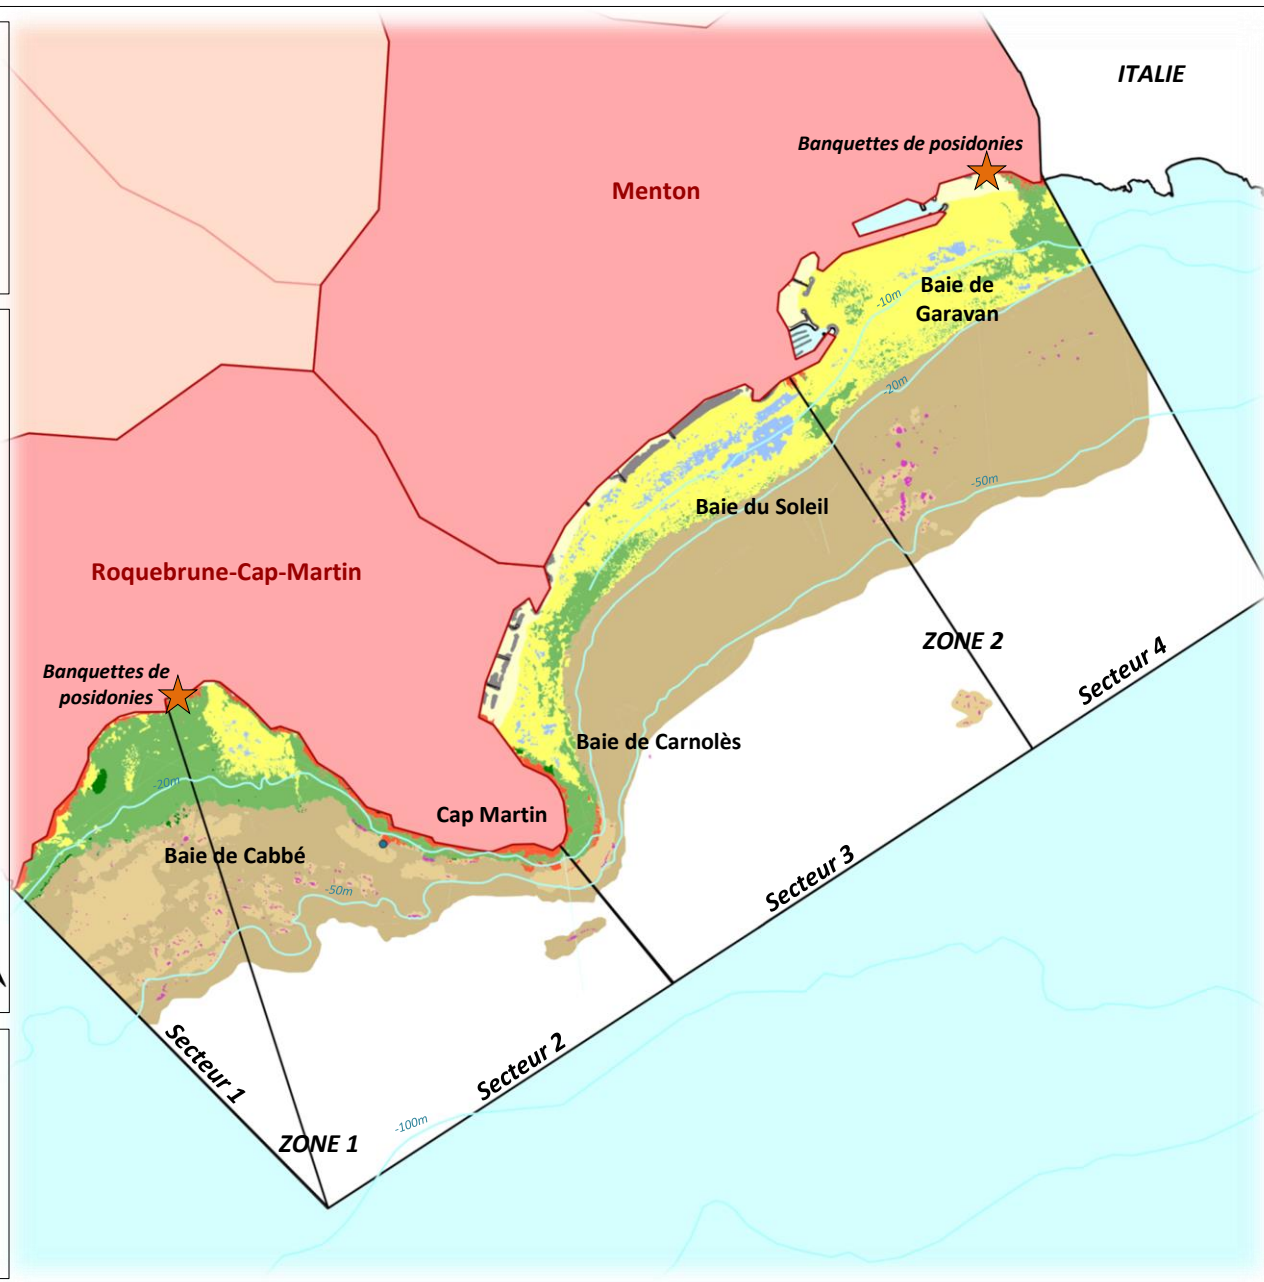 ITALIE
Banquettes de posidonies
Menton
Baie de
Garavan
-10m
-20m
-50m
Baie du Soleil
Roquebrune-Cap-Martin
ZONE 2
Secteur 4
Banquettes de
posidonies
Baie de Carnolès
-20m
Cap Martin
Baie de Cabbé
-50m
Secteur 3
Secteur 1
Secteur 2
-100m
ZONE 1